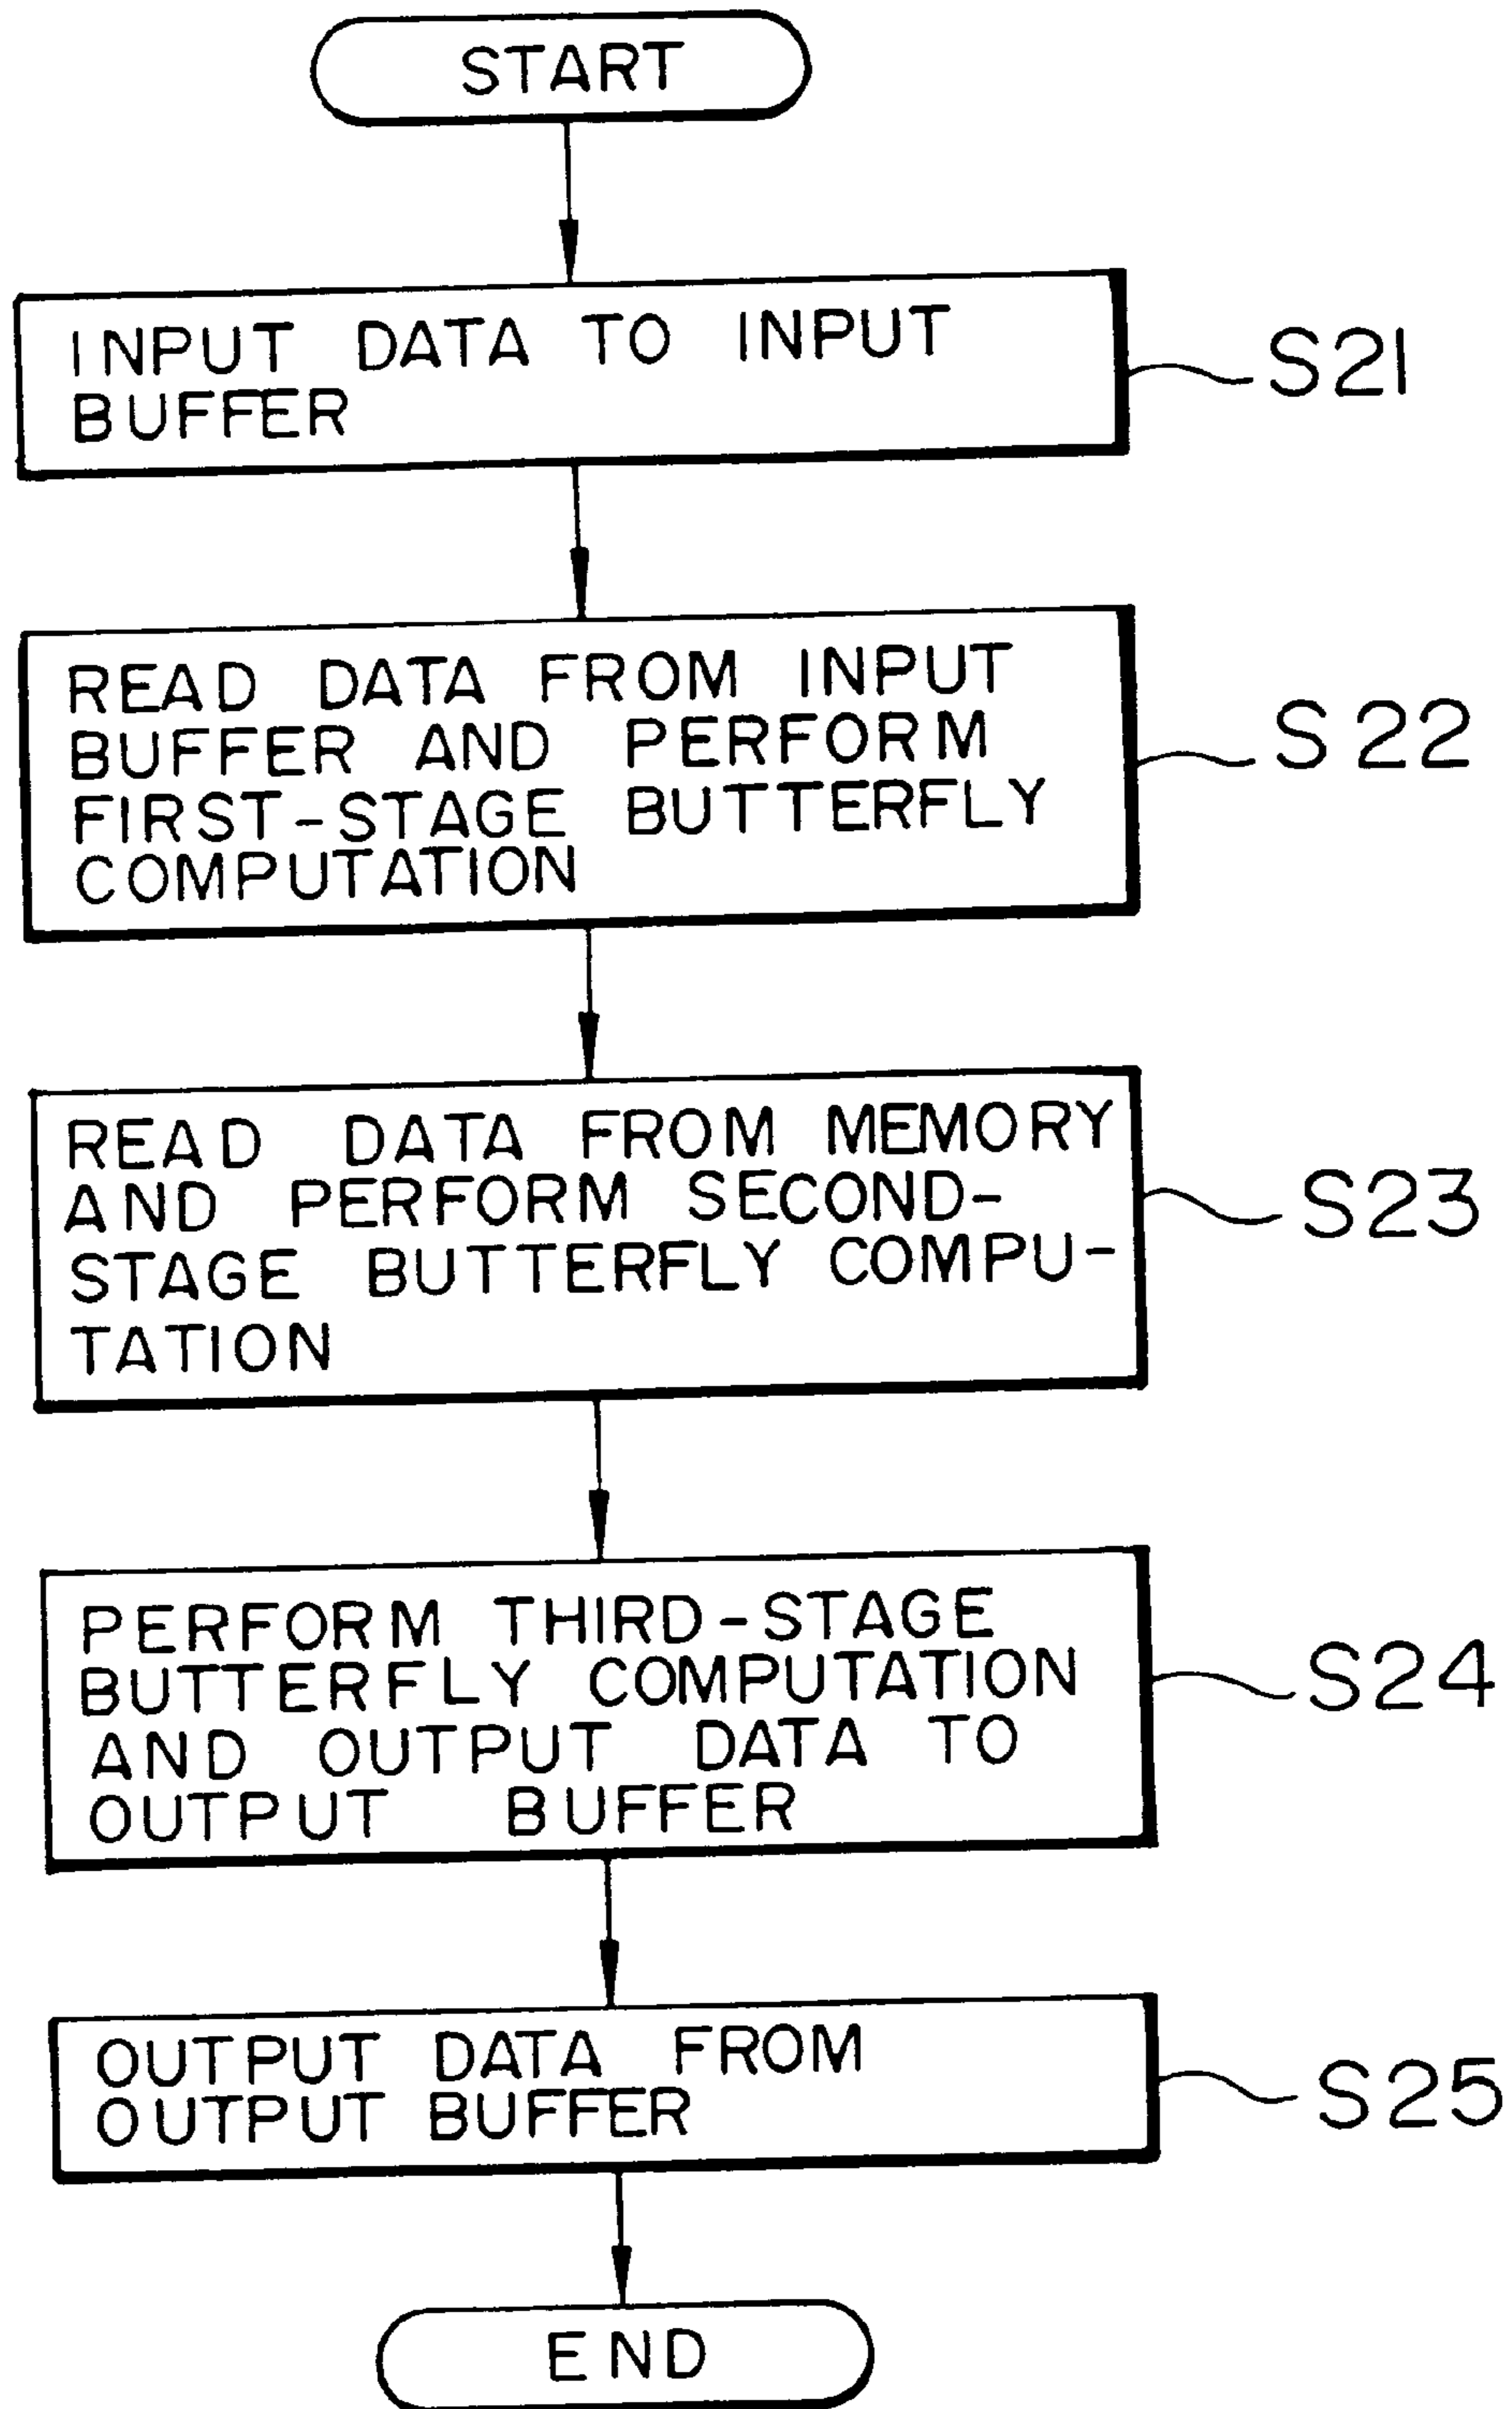 START
INPUT DATA TO INPUT
BUFFER
S21
READ DATA FROM INPUT
BUFFER AND PERFORM
FIRST-STAGE BUTTERFLY
COMPUTATION
S22
READ DATA FROM MEMORY
AND PERFORM SECOND-
STAGE BUTTERFLY COMPU-
TATION
S23
PERFORM THIRD-STAGE
BUTTERFLY COMPUTATION
AND OUTPUT DATA TO
OUTPUT BUFFER
S24
OUTPUT DATA FROM
OUTPUT BUFFER
S25
END